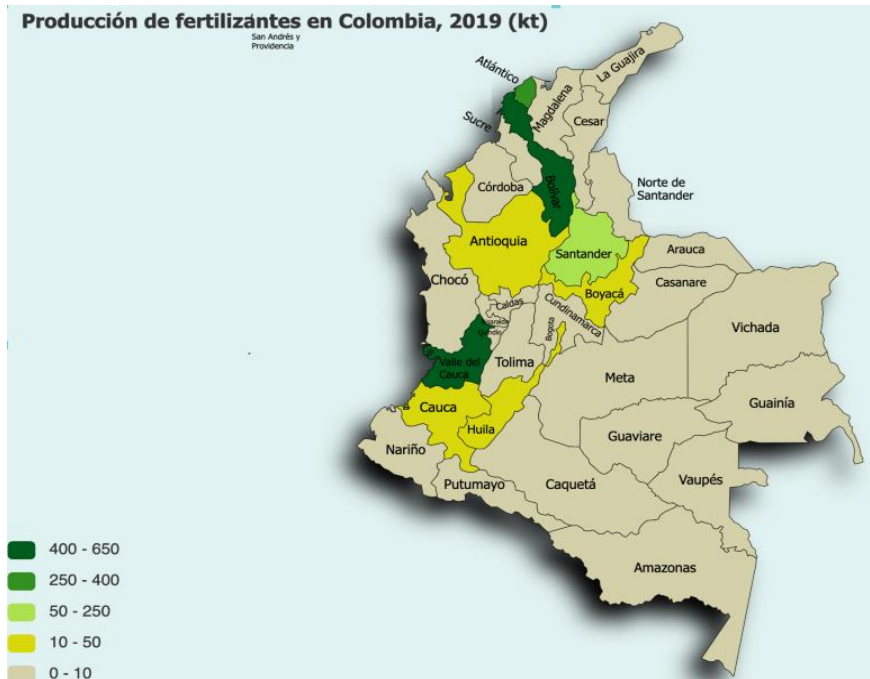 Producción de fertilizantes en Colombia, 2019 (kt)
San Andrés y
Providencia
Atlántico
La Guajira
Magdalena
Sucre
Cesar
Córdoba
Bolívar
Norte de
Santander
Antioquia
Santander
Arauca
Chocó
Boyacá
Casanare
Caldas
Cundinamarca
Risaralda
Quindío
Bogota
Vichada
Valle del
Cauca
Tolima
Meta
Cauca
Guainía
Huila
Guaviare
Nariño
Putumayo
Caquetá
Vaupés
Amazonas
400 - 650
250 - 400
50 - 250
10 - 50
0 - 10